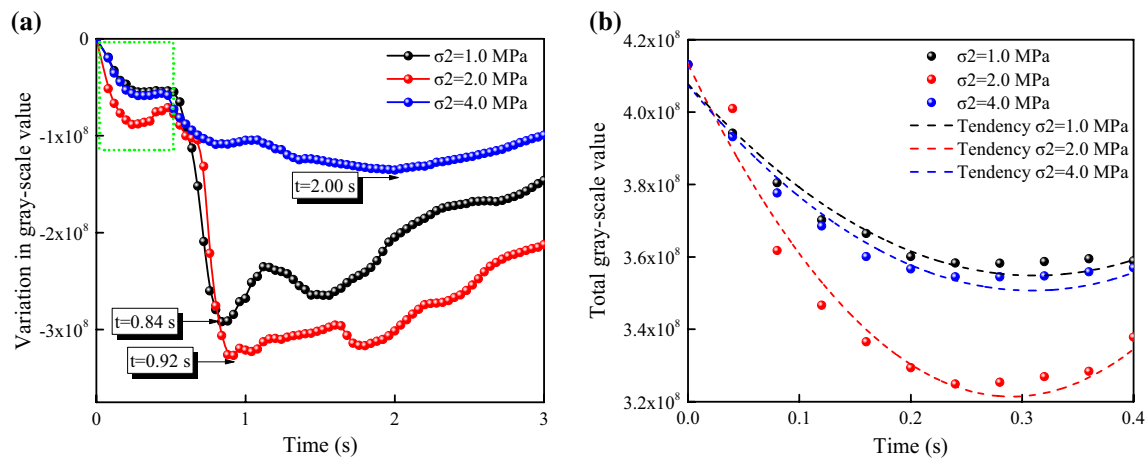 (a)
0
-1x10⁸
-2x10⁸
-3x10⁸
Variation in gray-scale value
0
1
2
3
Time (s)
σ2=1.0 MPa
σ2=2.0 MPa
σ2=4.0 MPa
t=2.00 s
t=0.84 s
t=0.92 s
(b)
4.2x10⁸
4.0x10⁸
3.8x10⁸
3.6x10⁸
3.4x10⁸
3.2x10⁸
Total gray-scale value
0.0
0.1
0.2
0.3
0.4
Time (s)
σ2=1.0 MPa
σ2=2.0 MPa
σ2=4.0 MPa
Tendency σ2=1.0 MPa
Tendency σ2=2.0 MPa
Tendency σ2=4.0 MPa